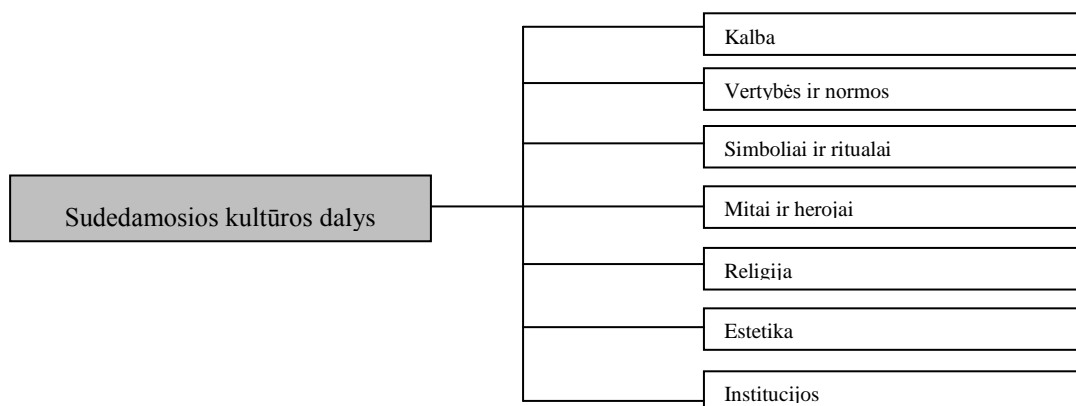 Kalba
Vertybės ir normos
Simboliai ir ritualai
Sudedamosios kultūros dalys
Mitai ir herojai
Religija
Estetika
Institucijos